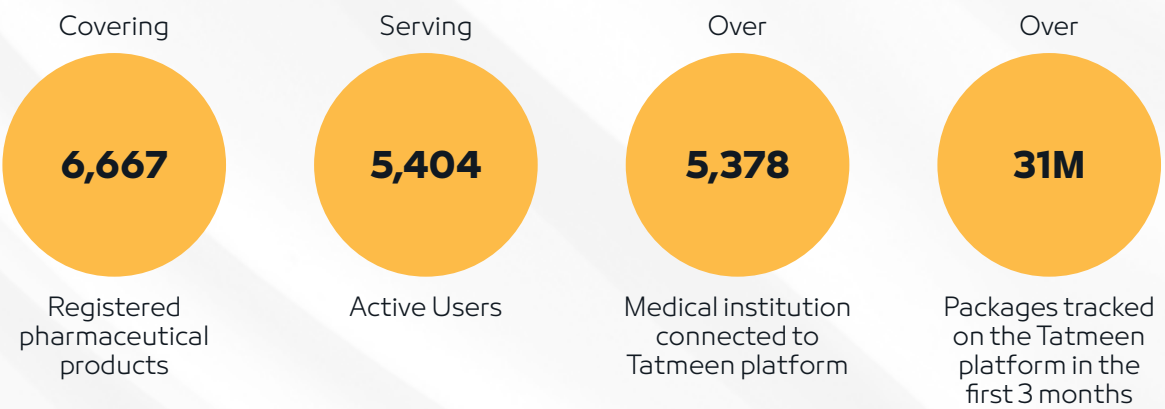 Covering
6,667
Registered
pharmaceutical
products
Serving
5,404
Active Users
Over
5,378
Medical institution
connected to
Tatmeen platform
Over
31M
Packages tracked
on the Tatmeen
platform in the
first 3 months